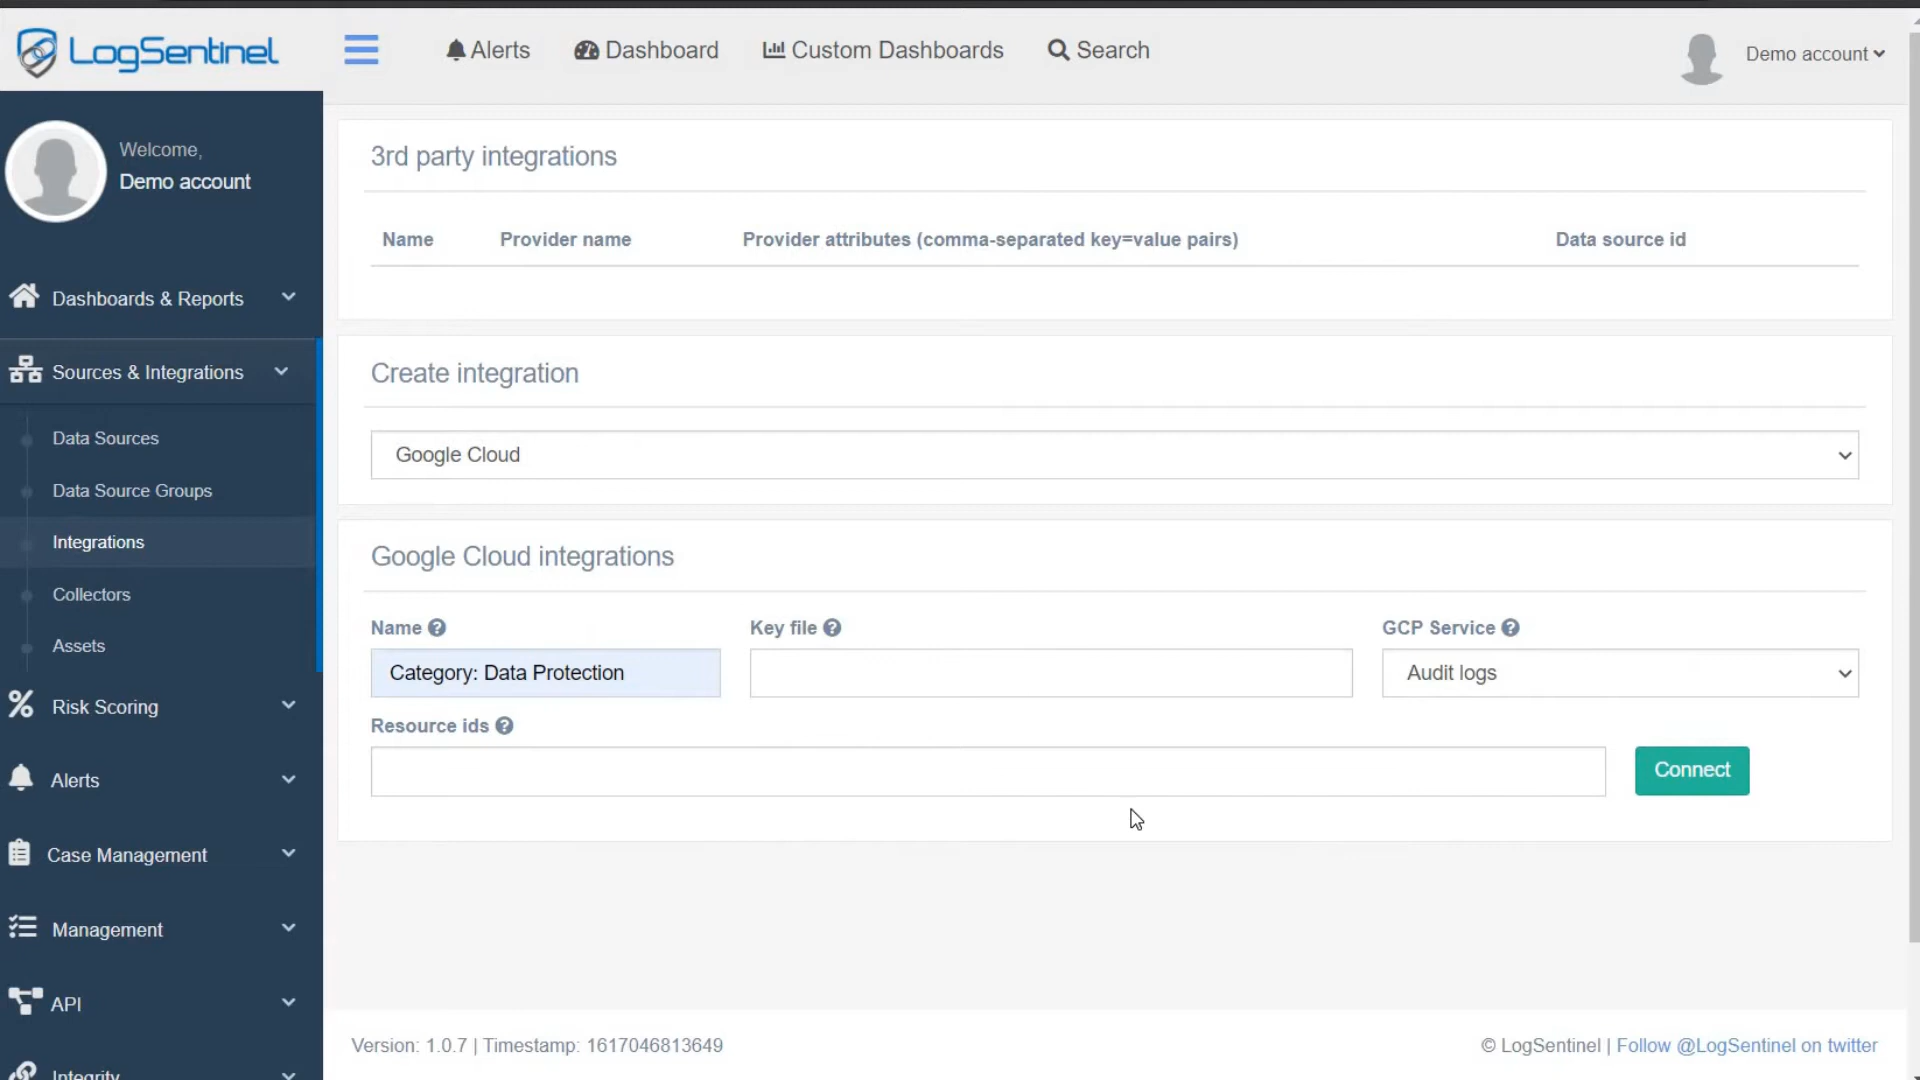 LogSentinel
Alerts
Dashboard
Custom Dashboards
Search
Demo account
Welcome,
Demo account
Dashboards & Reports
Sources & Integrations
Data Sources
Data Source Groups
Integrations
Collectors
Assets
Risk Scoring
Alerts
Case Management
Management
API
Integrity
3rd party integrations
Name
Provider name
Provider attributes (comma-separated key=value pairs)
Data source id
Create integration
Google Cloud
Google Cloud integrations
Name
Key file
GCP Service
Category: Data Protection
Audit logs
Resource ids
Connect
Version: 1.0.7 | Timestamp: 1617046813649
© LogSentinel | Follow @LogSentinel on twitter